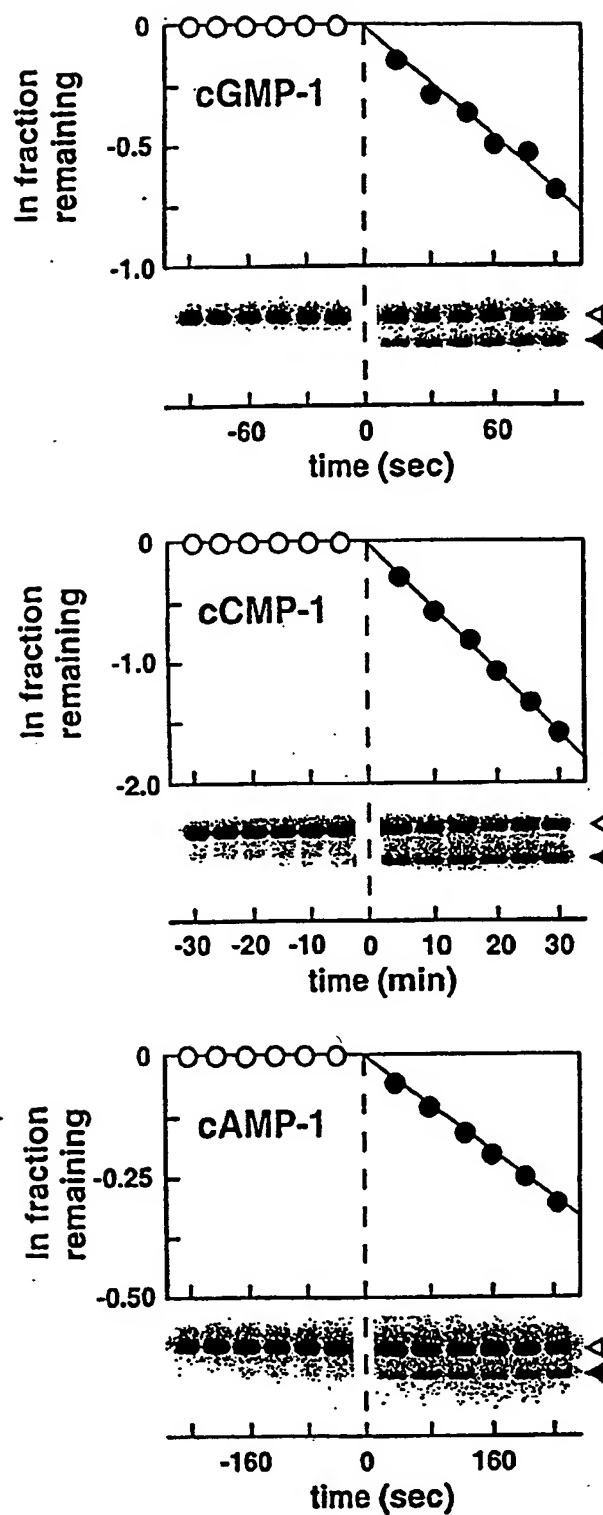 0
cGMP-1
-0.5
-1.0
ln fraction
remaining
-60 0 60
time (sec)
0
cCMP-1
-1.0
-2.0
ln fraction
remaining
-30 -20 -10 0 10 20 30
time (min)
0
cAMP-1
-0.25
-0.50
ln fraction
remaining
-160 0 160
time (sec)